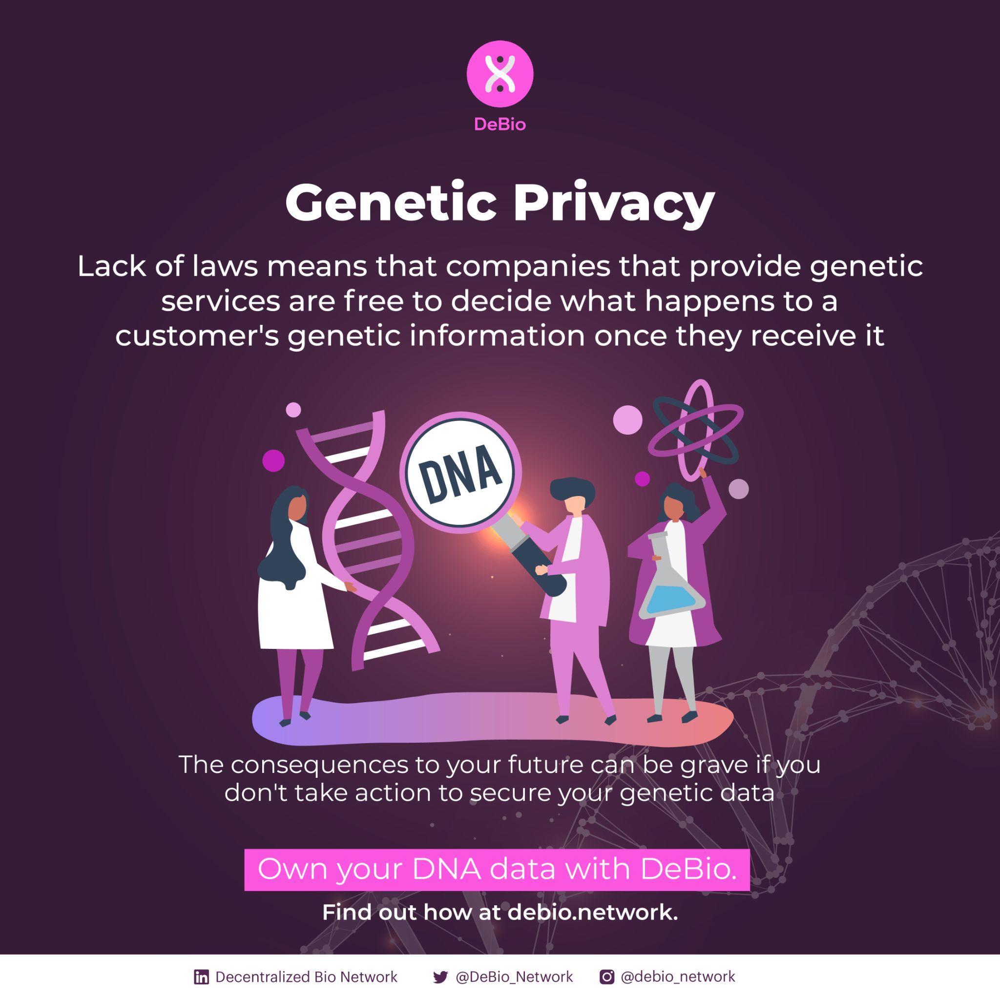 DeBio
Genetic Privacy
Lack of laws means that companies that provide genetic
services are free to decide what happens to a
customer's genetic information once they receive it
DNA
The consequences to your future can be grave if you
don't take action to secure your genetic data
Own your DNA data with DeBio.
Find out how at debio.network.
in Decentralized Bio Network @DeBio_Network @debio_network